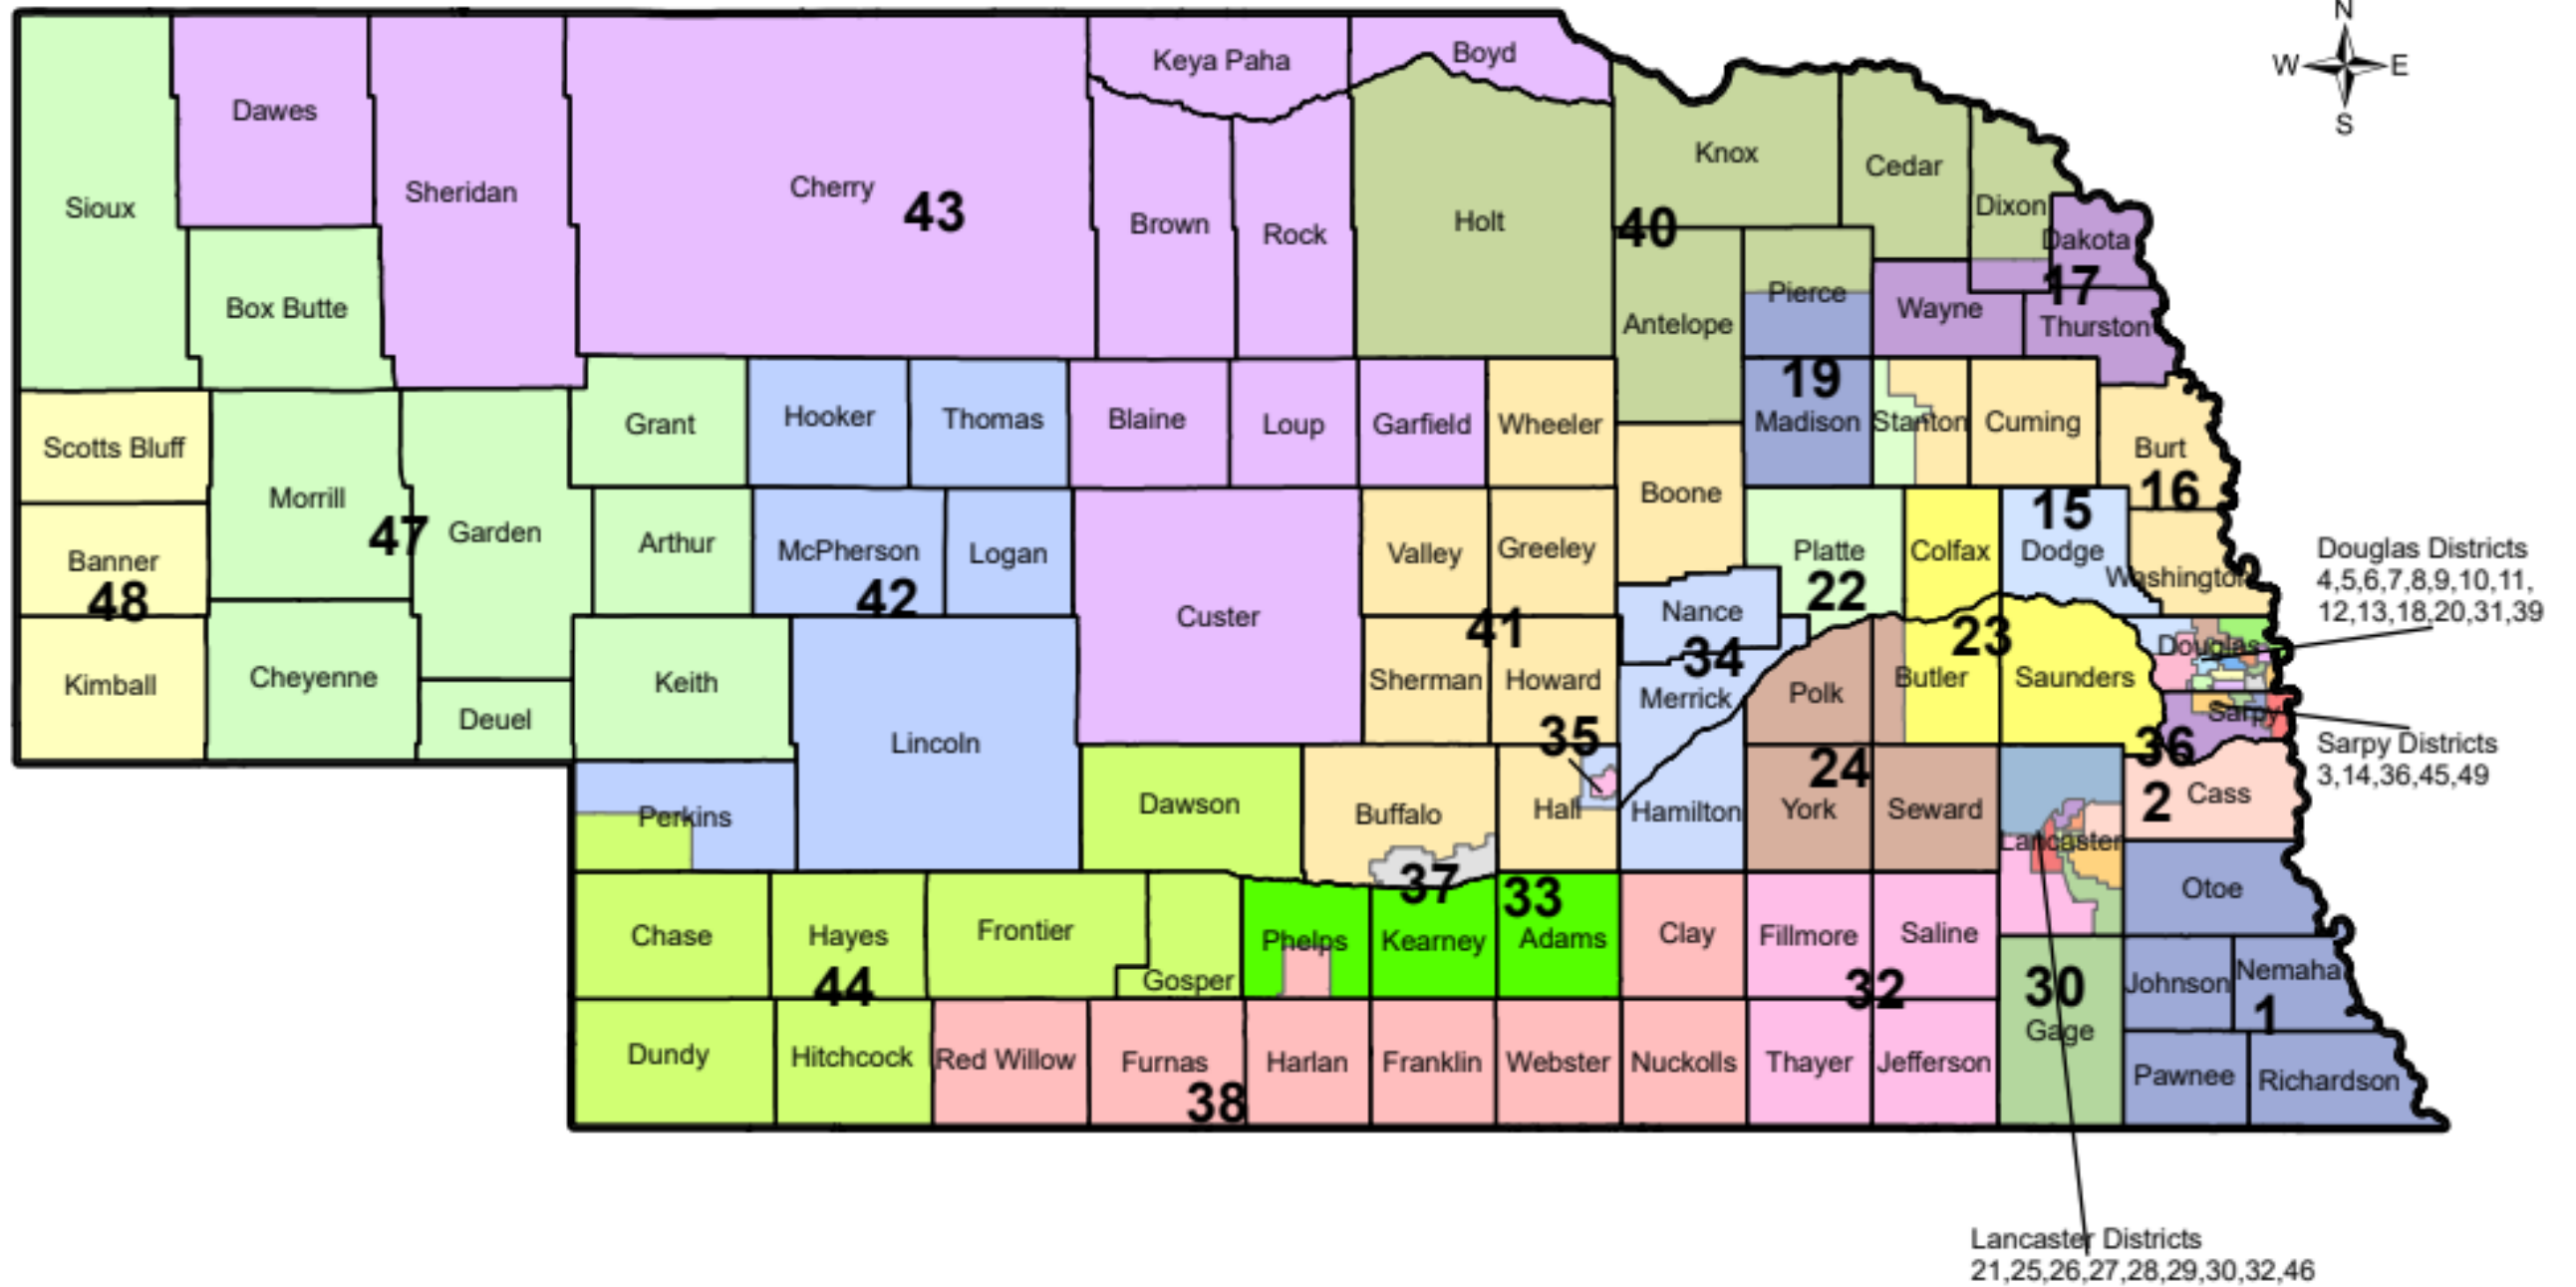 N
W E
S
Keya Paha
Boyd
Dawes
Sheridan
Cherry
43
Sioux
Brown
Rock
Holt
Knox
Cedar
Dixon
40
Dakota
17
Box Butte
Antelope
Pierce
Wayne
Thurston
Scotts Bluff
Morrill
47
Garden
Grant
Hooker
Thomas
Blaine
Loup
Garfield
Wheeler
Boone
19
Madison
Stanton
Cuming
Burt
16
Banner
48
Arthur
McPherson
42
Logan
Custer
Valley
Greeley
41
Nance
34
Platte
22
Colfax
15
Dodge
Washington
23
Douglas Districts
4,5,6,7,8,9,10,11,
12,13,18,20,31,39
Kimball
Cheyenne
Deuel
Keith
Lincoln
Sherman
Howard
35
Merrick
Polk
Butler
Saunders
Douglas
Sarpy
36
Sarpy Districts
3,14,36,45,49
Perkins
Dawson
Buffalo
37
Hall
Hamilton
24
York
Seward
Lancaster
2
Cass
Otoe
Chase
Hayes
44
Frontier
Gosper
Phelps
Kearney
33
Adams
Clay
Fillmore
Saline
32
30
Gage
Johnson
Nemaha
1
Dundy
Hitchcock
Red Willow
Furnas
38
Harlan
Franklin
Webster
Nuckolls
Thayer
Jefferson
Pawnee
Richardson
Lancaster Districts
21,25,26,27,28,29,30,32,46